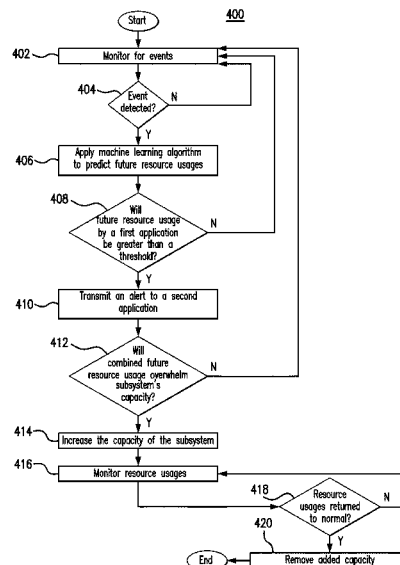 400
Start
402
Monitor for events
404
Event
detected?
N
Y
406
Apply machine learning algorithm
to predict future resource usages
408
Will
future resource usage
by a first application
be greater than a
threshold?
N
Y
410
Transmit an alert to a second
application
412
Will
combined future
resource usage overwhelm
subsystem's
capacity?
N
Y
414
Increase the capacity of the subsystem
416
Monitor resource usages
418
Resource
usages returned
to normal?
N
Y
420
Remove added capacity
End